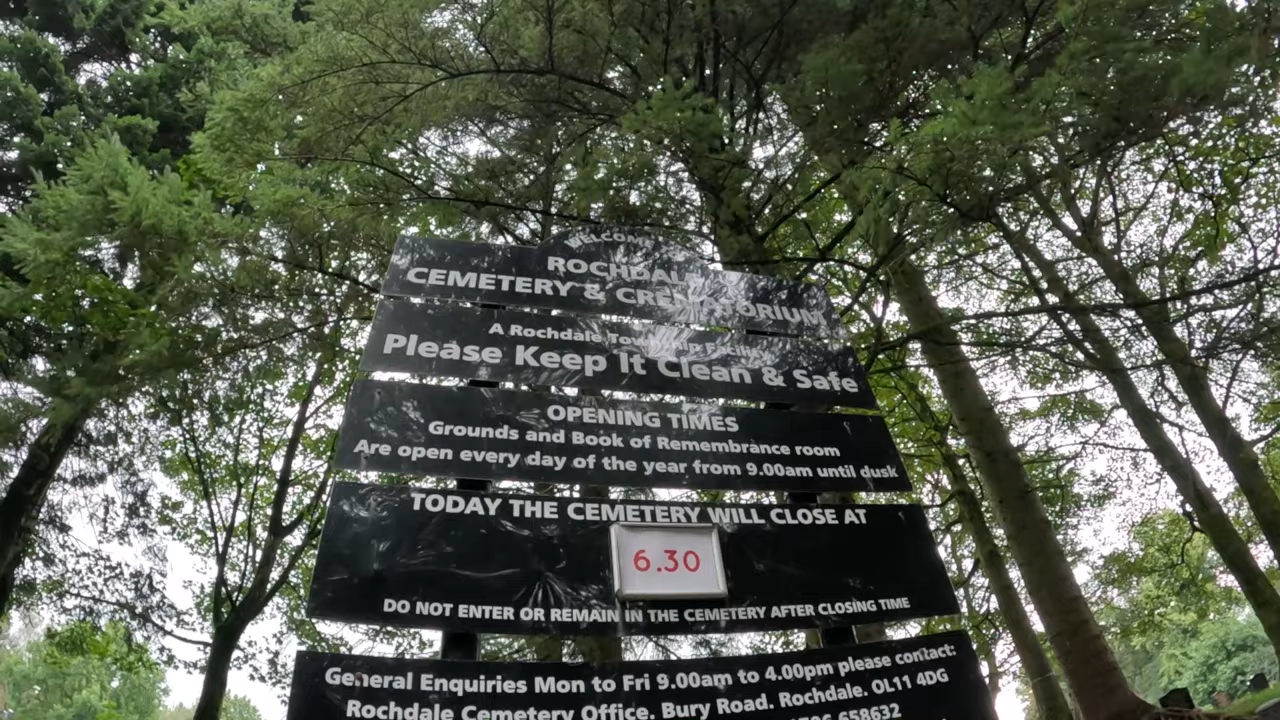 WELCOME
ROCHDALE
CEMETERY & CREMATORIUM
A Rochdale Township Facility
Please Keep It Clean & Safe
OPENING TIMES
Grounds and Book of Remembrance room
Are open every day of the year from 9.00am until dusk
TODAY THE CEMETERY WILL CLOSE AT
6.30
DO NOT ENTER OR REMAIN IN THE CEMETERY AFTER CLOSING TIME
General Enquiries Mon to Fri 9.00am to 4.00pm please contact:
Rochdale Cemetery Office. Bury Road. Rochdale. OL11 4DG
658632